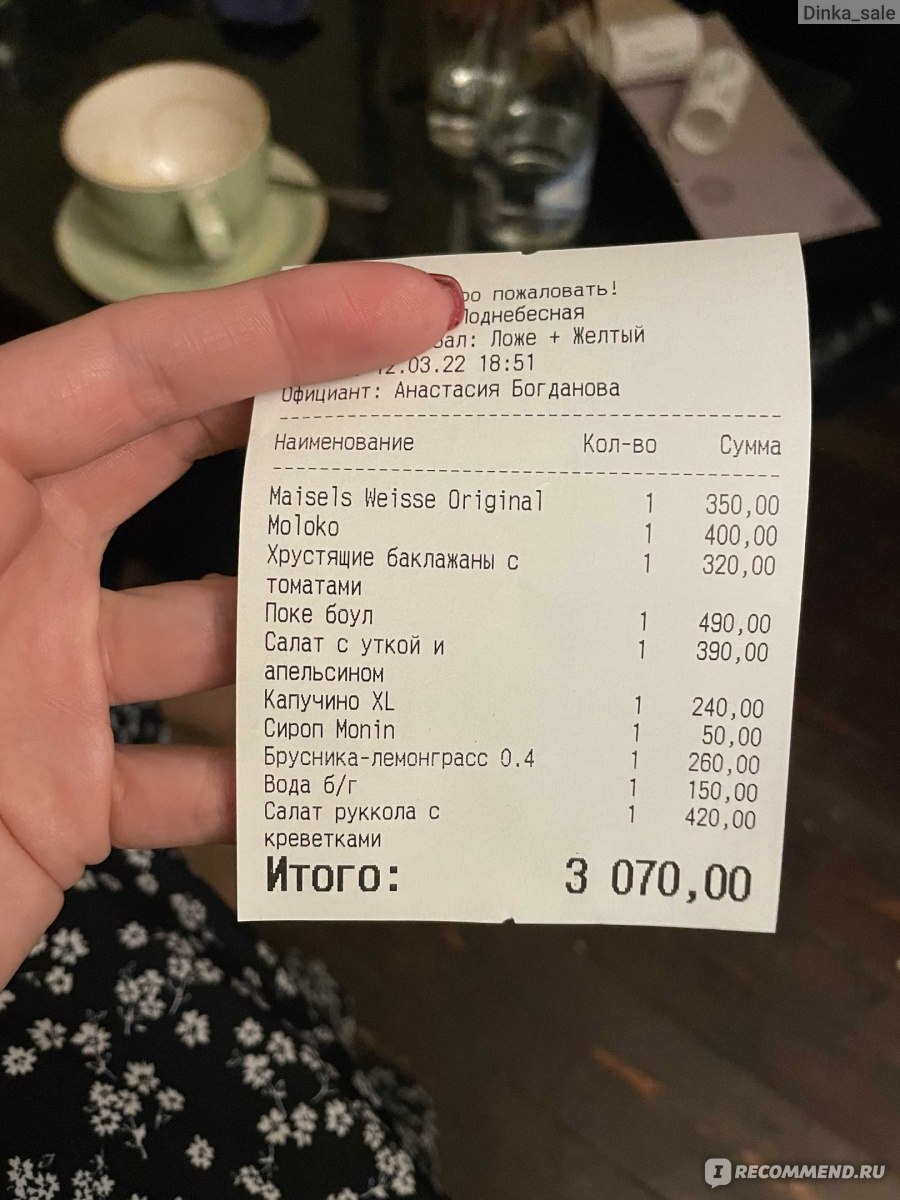 Dinka_sale
пожаловать!
Поднебесная
Зал: Ложе + Желтый
12.03.22 18:51
Официант: Анастасия Богданова
Наименование Кол-во Сумма
Maisels Weisse Original 1 350,00
Moloko 1 400,00
Хрустящие баклажаны с 1 320,00
томатами
Поке боул 1 490,00
Салат с уткой и 1 390,00
апельсином
Капучино XL 1 240,00
Сироп Monin 1 50,00
Брусника-лемонграсс 0.4 1 260,00
Вода б/г 1 150,00
Салат руккола с 1 420,00
креветками
Итого: 3 070,00
IRECOMMEND.RU